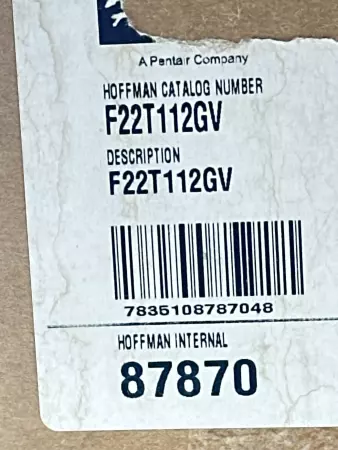 A Pentair Company
HOFFMAN CATALOG NUMBER
F22T112GV
DESCRIPTION
F22T112GV
7835108787048
HOFFMAN INTERNAL
87870